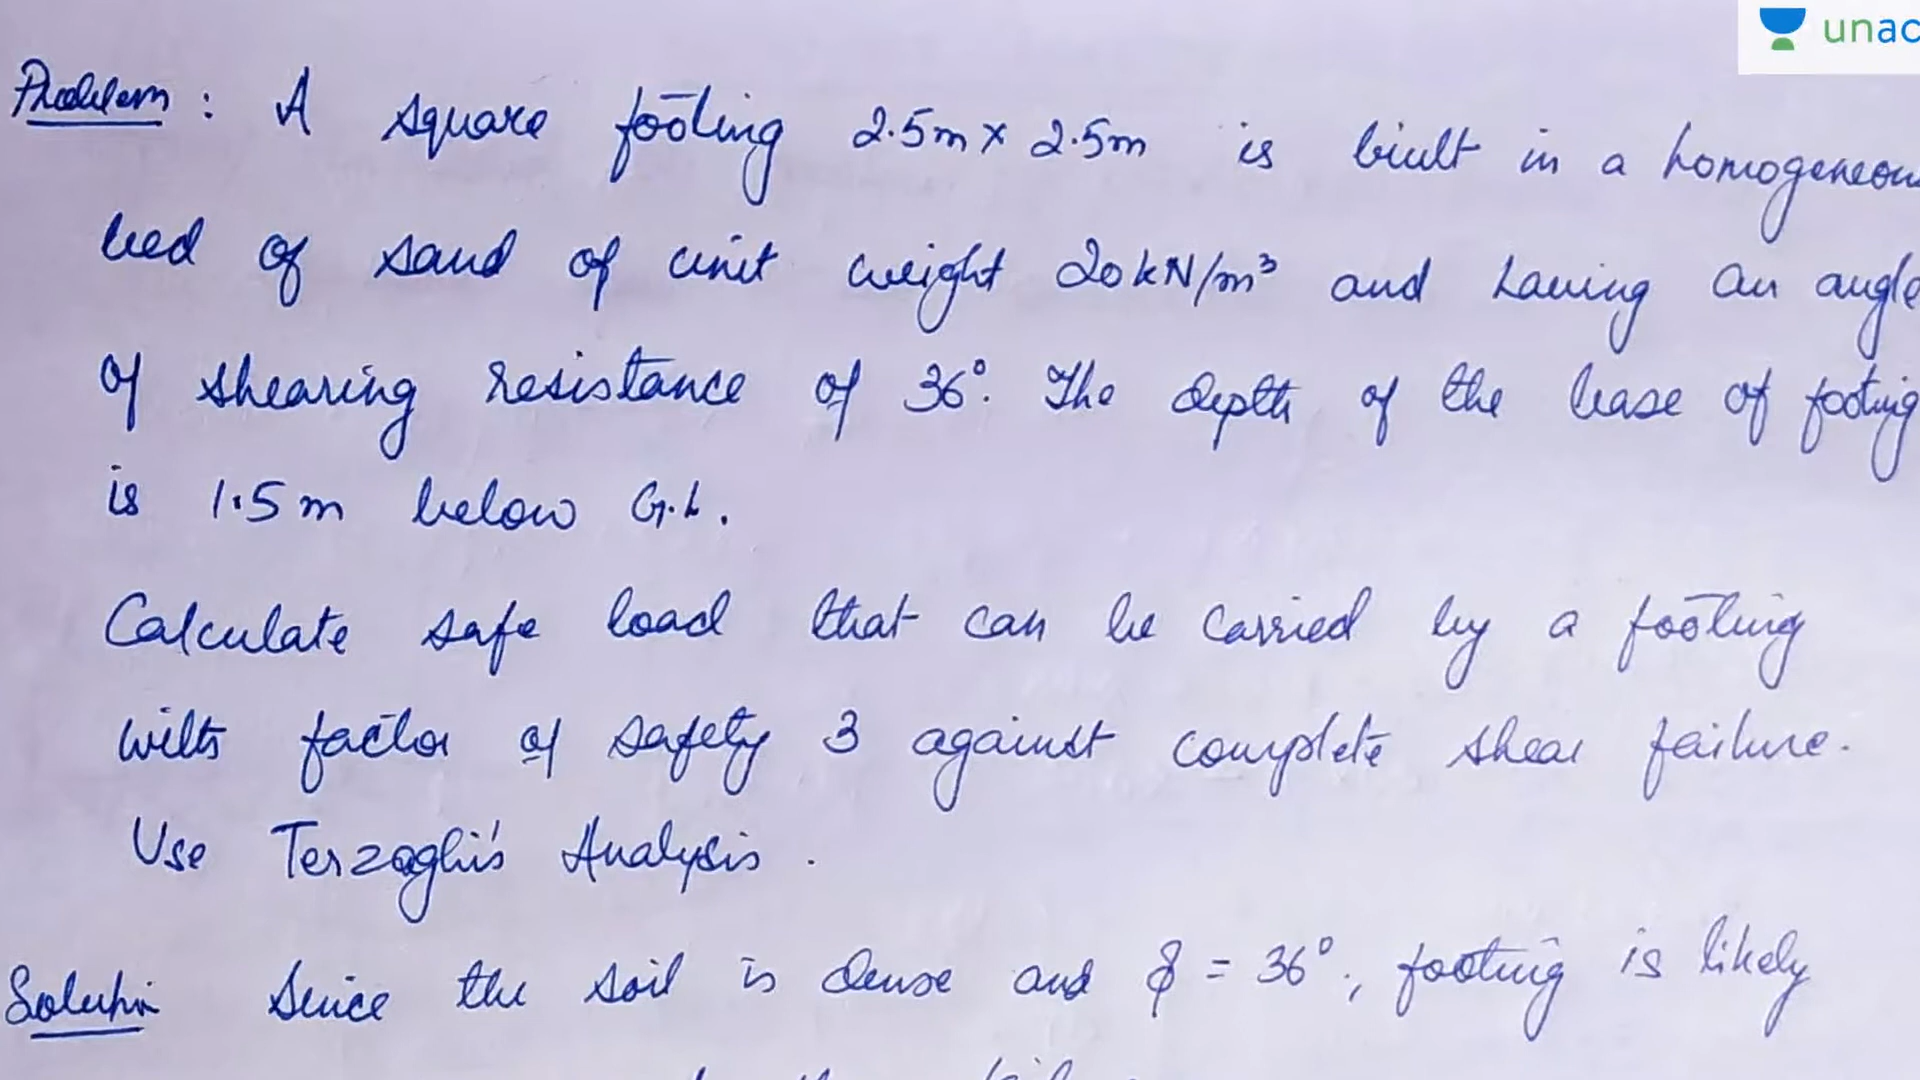 unac
Problem : A square footing 2.5m x 2.5m is built in a homogeneou
bed of sand of unit weight 20kN/m³ and having an angle
of shearing resistance of 36°. The depth of the base of footing
is 1.5m below G.L.
Calculate safe load that can be carried by a footing
with factor of safety 3 against complete shear failure.
Use Terzaghi's Analysis.
Solution Since the soil is dense and φ = 36°, footing is likely